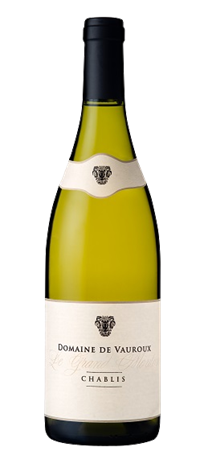 DOMAINE DE VAUROUX
CHABLIS